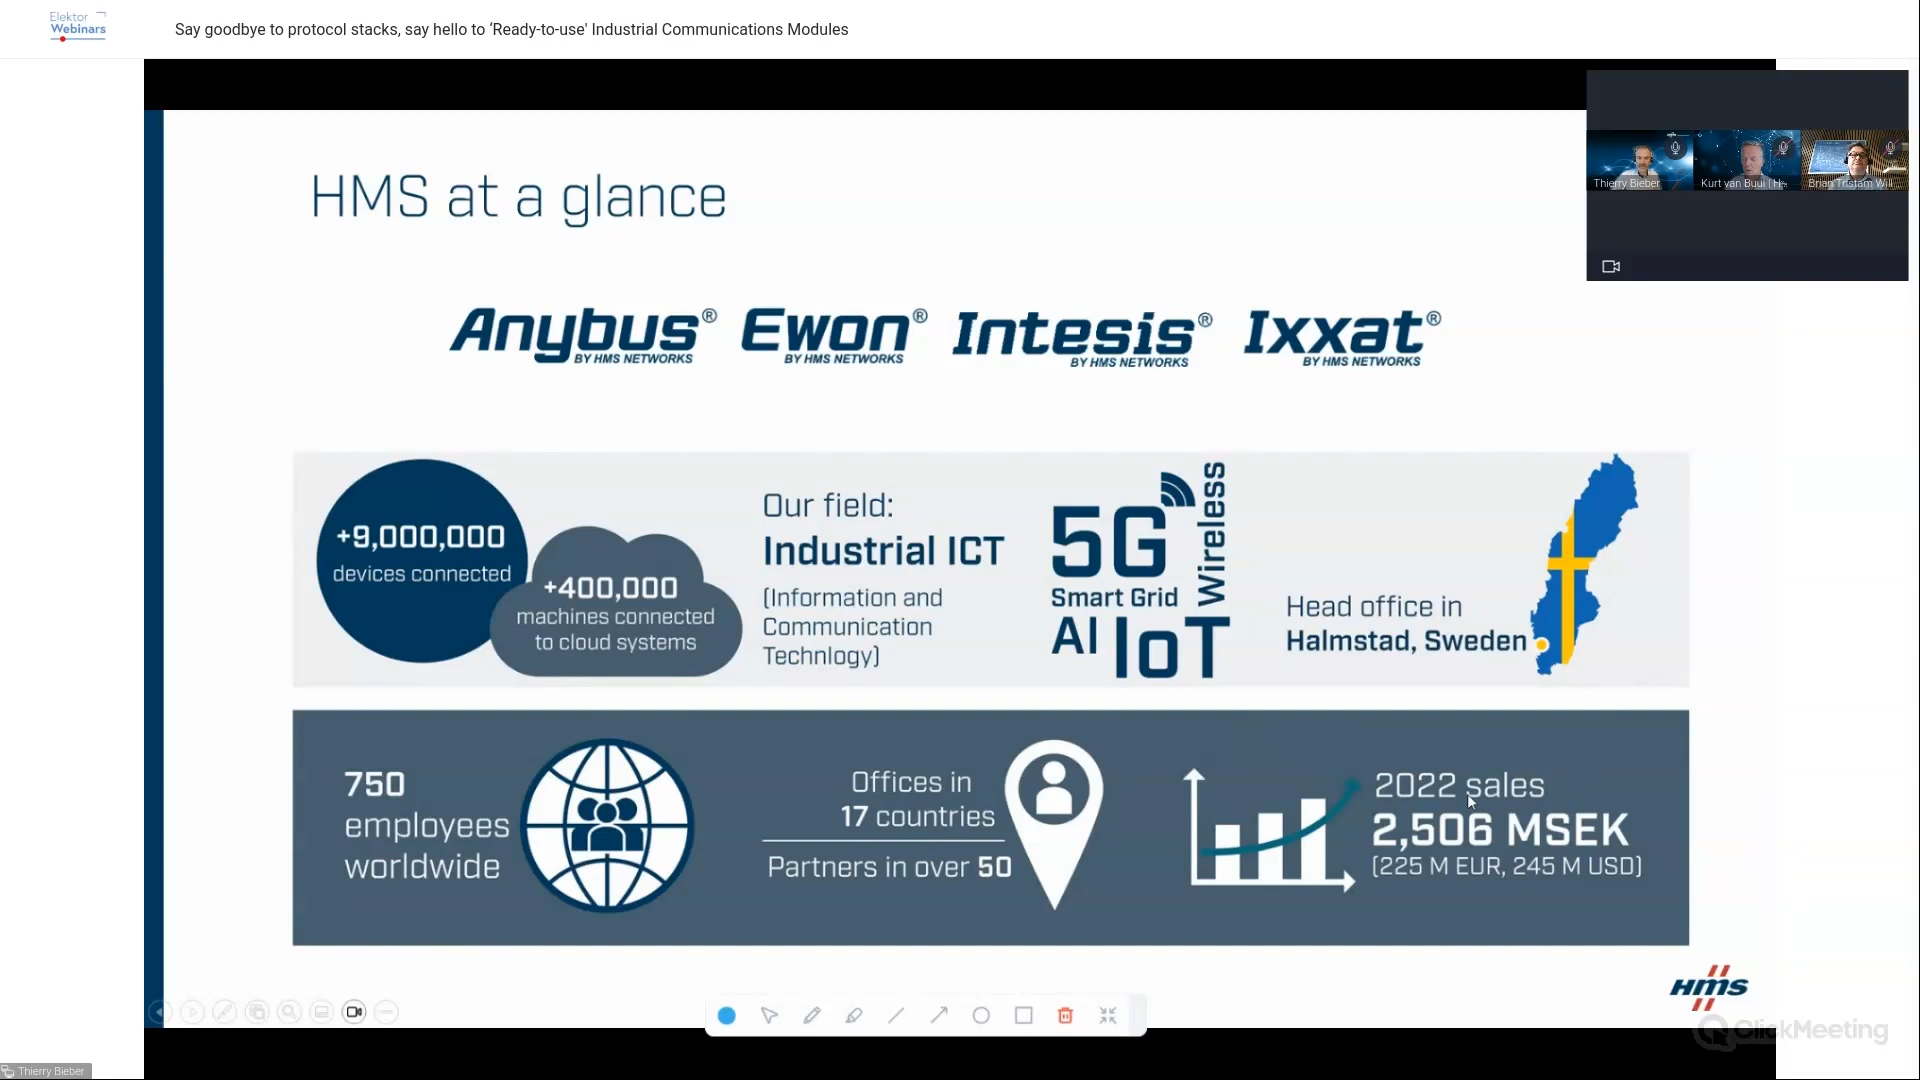 Elektor
Webinars
Say goodbye to protocol stacks, say hello to ‘Ready-to-use' Industrial Communications Modules
Thierry Bieber
Kurt van Buul | H
Brian Tristam Wil
HMS at a glance
Anybus®
BY HMS NETWORKS
Ewon®
BY HMS NETWORKS
Intesis®
BY HMS NETWORKS
Ixxat®
BY HMS NETWORKS
+9,000,000
devices connected
+400,000
machines connected
to cloud systems
Our field:
Industrial ICT
(Information and
Communication
Technlogy)
5G
Wireless
Smart Grid
AI
IoT
Head office in
Halmstad, Sweden
750
employees
worldwide
Offices in
17 countries
Partners in over 50
2022 sales
2,506 MSEK
(225 M EUR, 245 M USD)
HMS
ClickMeeting
Thierry Bieber